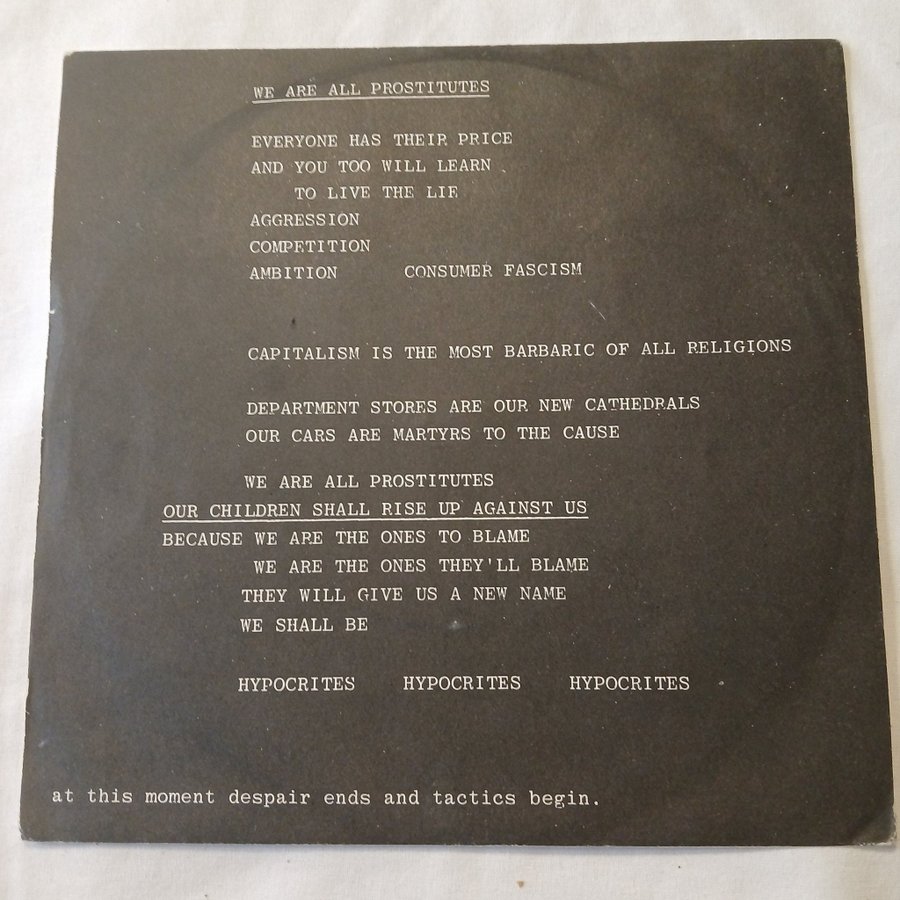 WE ARE ALL PROSTITUTES
EVERYONE HAS THEIR PRICE
AND YOU TOO WILL LEARN
TO LIVE THE LIE
AGGRESSION
COMPETITION
AMBITION CONSUMER FASCISM
CAPITALISM IS THE MOST BARBARIC OF ALL RELIGIONS
DEPARTMENT STORES ARE OUR NEW CATHEDRALS
OUR CARS ARE MARTYRS TO THE CAUSE
WE ARE ALL PROSTITUTES
OUR CHILDREN SHALL RISE UP AGAINST US
BECAUSE WE ARE THE ONES TO BLAME
WE ARE THE ONES THEY'LL BLAME
THEY WILL GIVE US A NEW NAME
WE SHALL BE
HYPOCRITES HYPOCRITES HYPOCRITES
at this moment despair ends and tactics begin.